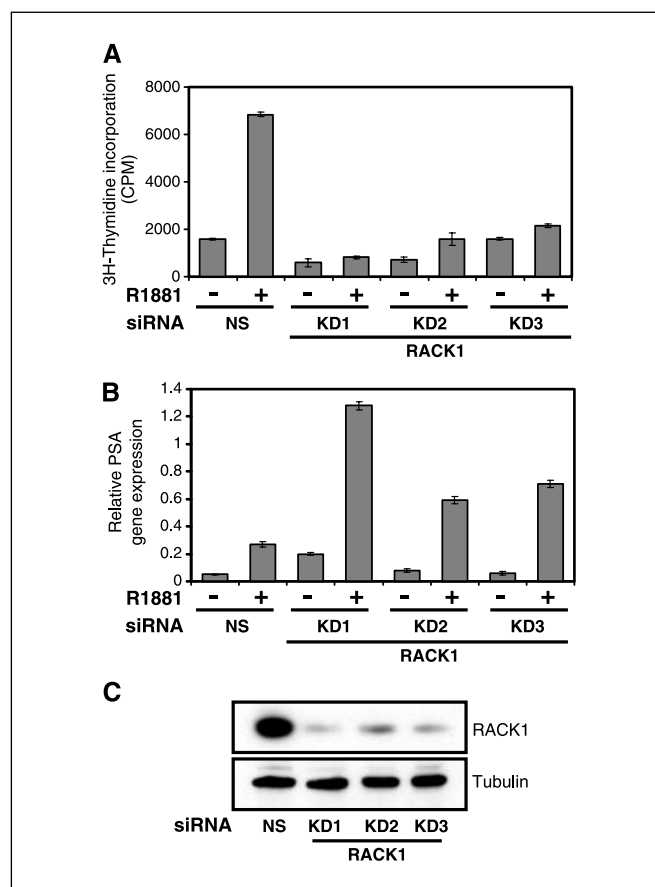 A
3H-Thymidine incorporation
(CPM)
8000
6000
4000
2000
0
R1881 - + - + - + - +
siRNA NS KD1 KD2 KD3
RACK1
B
Relative PSA
gene expression
1.4
1.2
1
0.8
0.6
0.4
0.2
0
R1881 - + - + - + - +
siRNA NS KD1 KD2 KD3
RACK1
C
RACK1
Tubulin
siRNA NS KD1 KD2 KD3
RACK1